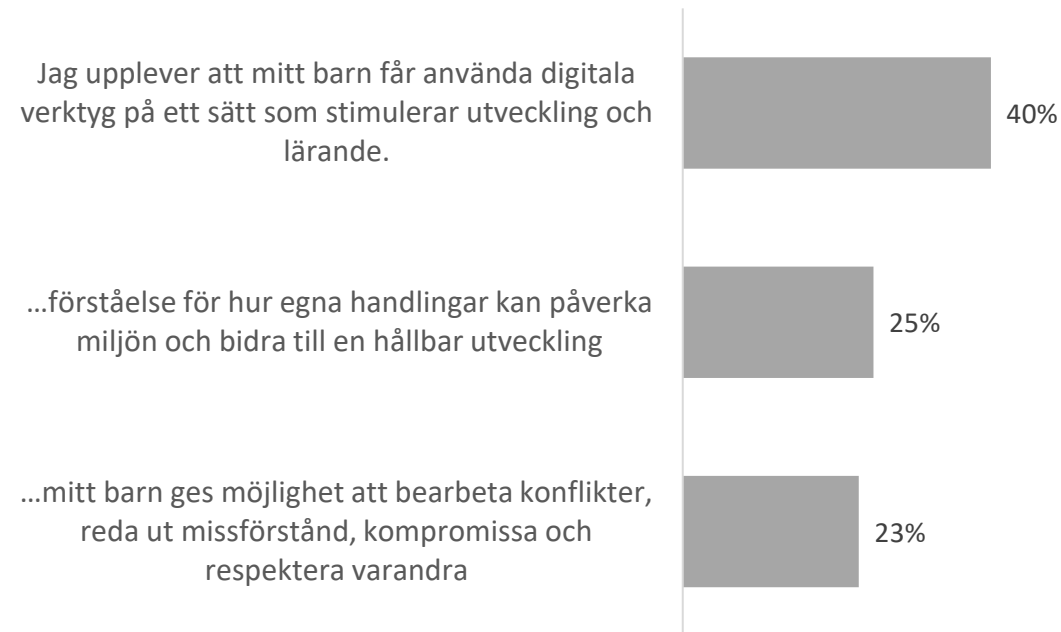 Jag upplever att mitt barn får använda digitala
verktyg på ett sätt som stimulerar utveckling och
lärande.
40%
…förståelse för hur egna handlingar kan påverka
miljön och bidra till en hållbar utveckling
25%
…mitt barn ges möjlighet att bearbeta konflikter,
reda ut missförstånd, kompromissa och
respektera varandra
23%